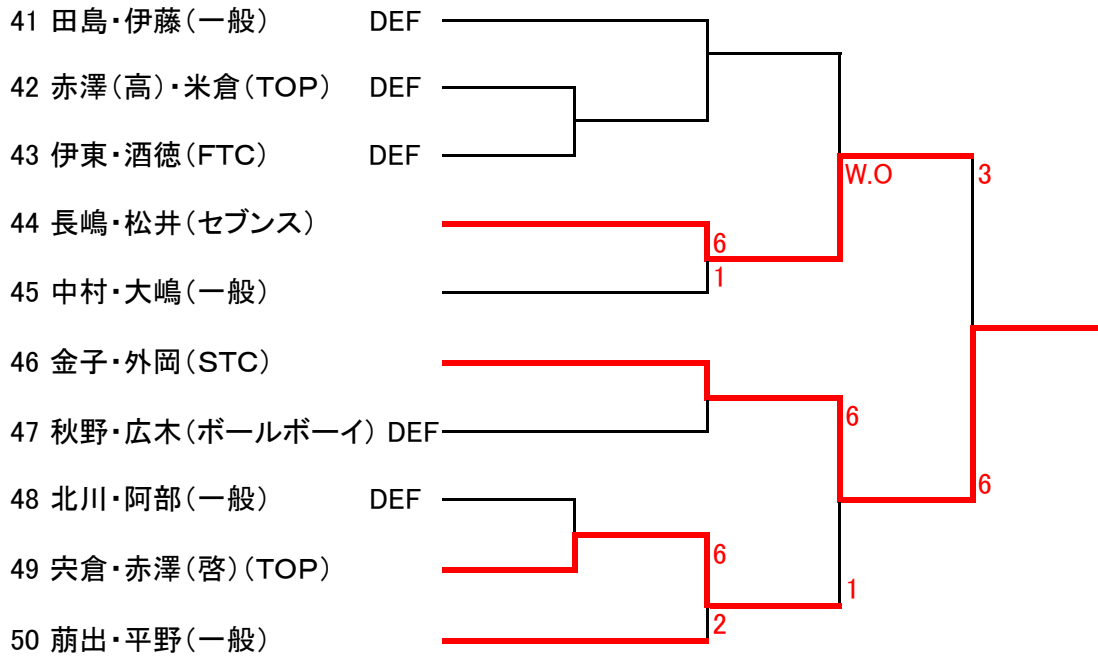 41 田島・伊藤（一般） DEF
42 赤澤（高）・米倉（TOP） DEF
43 伊東・酒徳（FTC） DEF
W.O
3
44 長嶋・松井（セブンス）
6
1
45 中村・大嶋（一般）
46 金子・外岡（STC）
6
47 秋野・広木（ボールボーイ） DEF
6
48 北川・阿部（一般） DEF
6
49 宍倉・赤澤（啓）（TOP）
1
2
50 萠出・平野（一般）